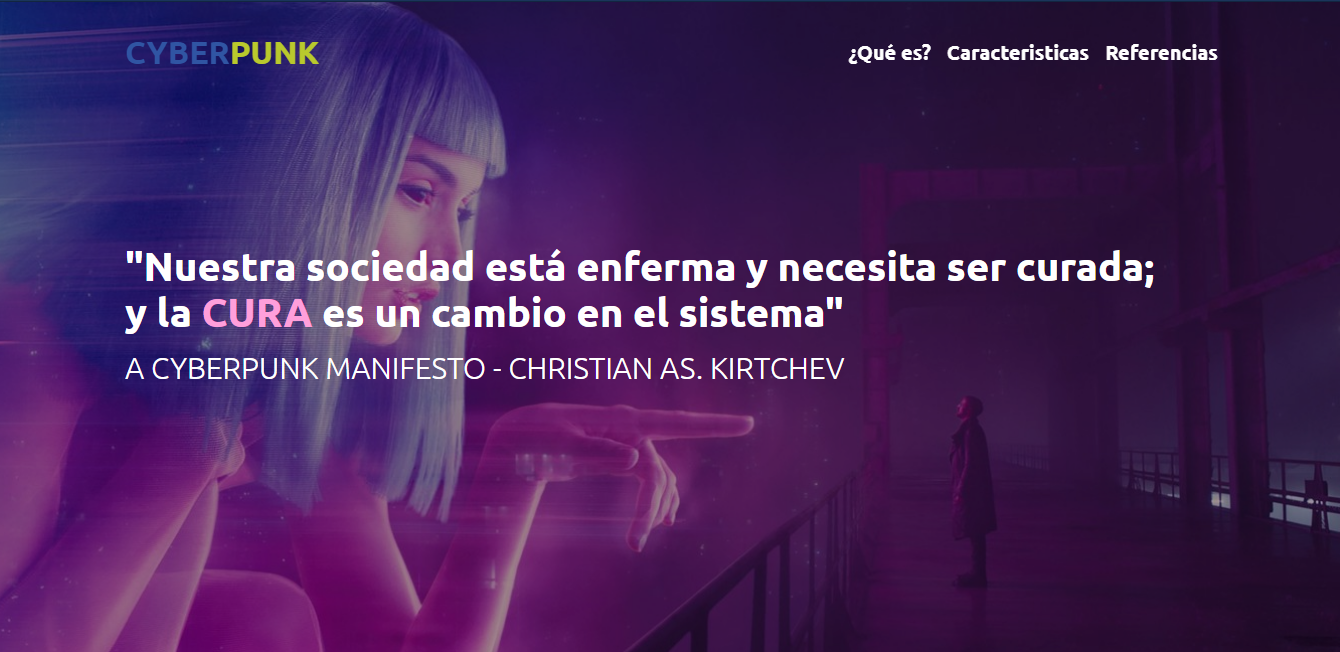 CYBERPUNK
¿Qué es? Caracteristicas Referencias
"Nuestra sociedad está enferma y necesita ser curada;
y la CURA es un cambio en el sistema"
A CYBERPUNK MANIFESTO - CHRISTIAN AS. KIRTCHEV